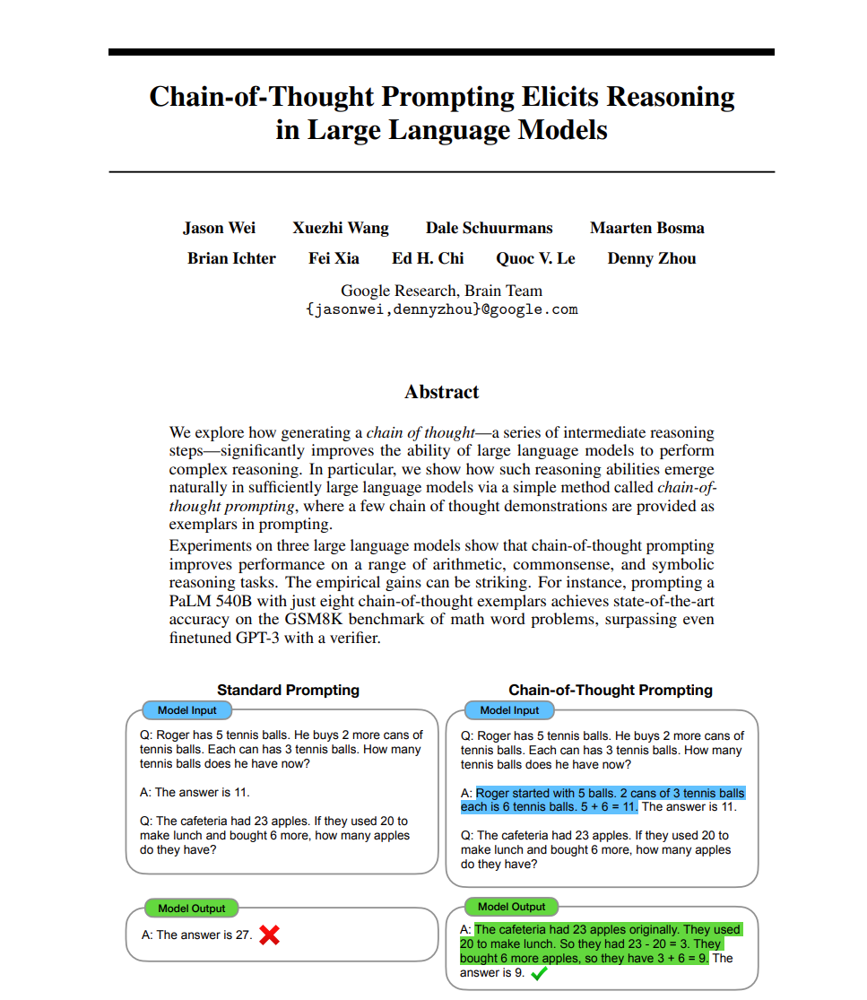 Chain-of-Thought Prompting Elicits Reasoning
in Large Language Models
Jason Wei Xuezhi Wang Dale Schuurmans Maarten Bosma
Brian Ichter Fei Xia Ed H. Chi Quoc V. Le Denny Zhou
Google Research, Brain Team
{jasonwei,dennyzhou}@google.com
Abstract
We explore how generating a chain of thought—a series of intermediate reasoning
steps—significantly improves the ability of large language models to perform
complex reasoning. In particular, we show how such reasoning abilities emerge
naturally in sufficiently large language models via a simple method called chain-of-
thought prompting, where a few chain of thought demonstrations are provided as
exemplars in prompting.
Experiments on three large language models show that chain-of-thought prompting
improves performance on a range of arithmetic, commonsense, and symbolic
reasoning tasks. The empirical gains can be striking. For instance, prompting a
PaLM 540B with just eight chain-of-thought exemplars achieves state-of-the-art
accuracy on the GSM8K benchmark of math word problems, surpassing even
finetuned GPT-3 with a verifier.
Standard Prompting
Model Input
Q: Roger has 5 tennis balls. He buys 2 more cans of
tennis balls. Each can has 3 tennis balls. How many
tennis balls does he have now?
A: The answer is 11.
Q: The cafeteria had 23 apples. If they used 20 to
make lunch and bought 6 more, how many apples
do they have?
Model Output
A: The answer is 27.
Chain-of-Thought Prompting
Model Input
Q: Roger has 5 tennis balls. He buys 2 more cans of
tennis balls. Each can has 3 tennis balls. How many
tennis balls does he have now?
A: Roger started with 5 balls. 2 cans of 3 tennis balls
each is 6 tennis balls. 5 + 6 = 11. The answer is 11.
Q: The cafeteria had 23 apples. If they used 20 to
make lunch and bought 6 more, how many apples
do they have?
Model Output
A: The cafeteria had 23 apples originally. They used
20 to make lunch. So they had 23 - 20 = 3. They
bought 6 more apples, so they have 3 + 6 = 9. The
answer is 9.